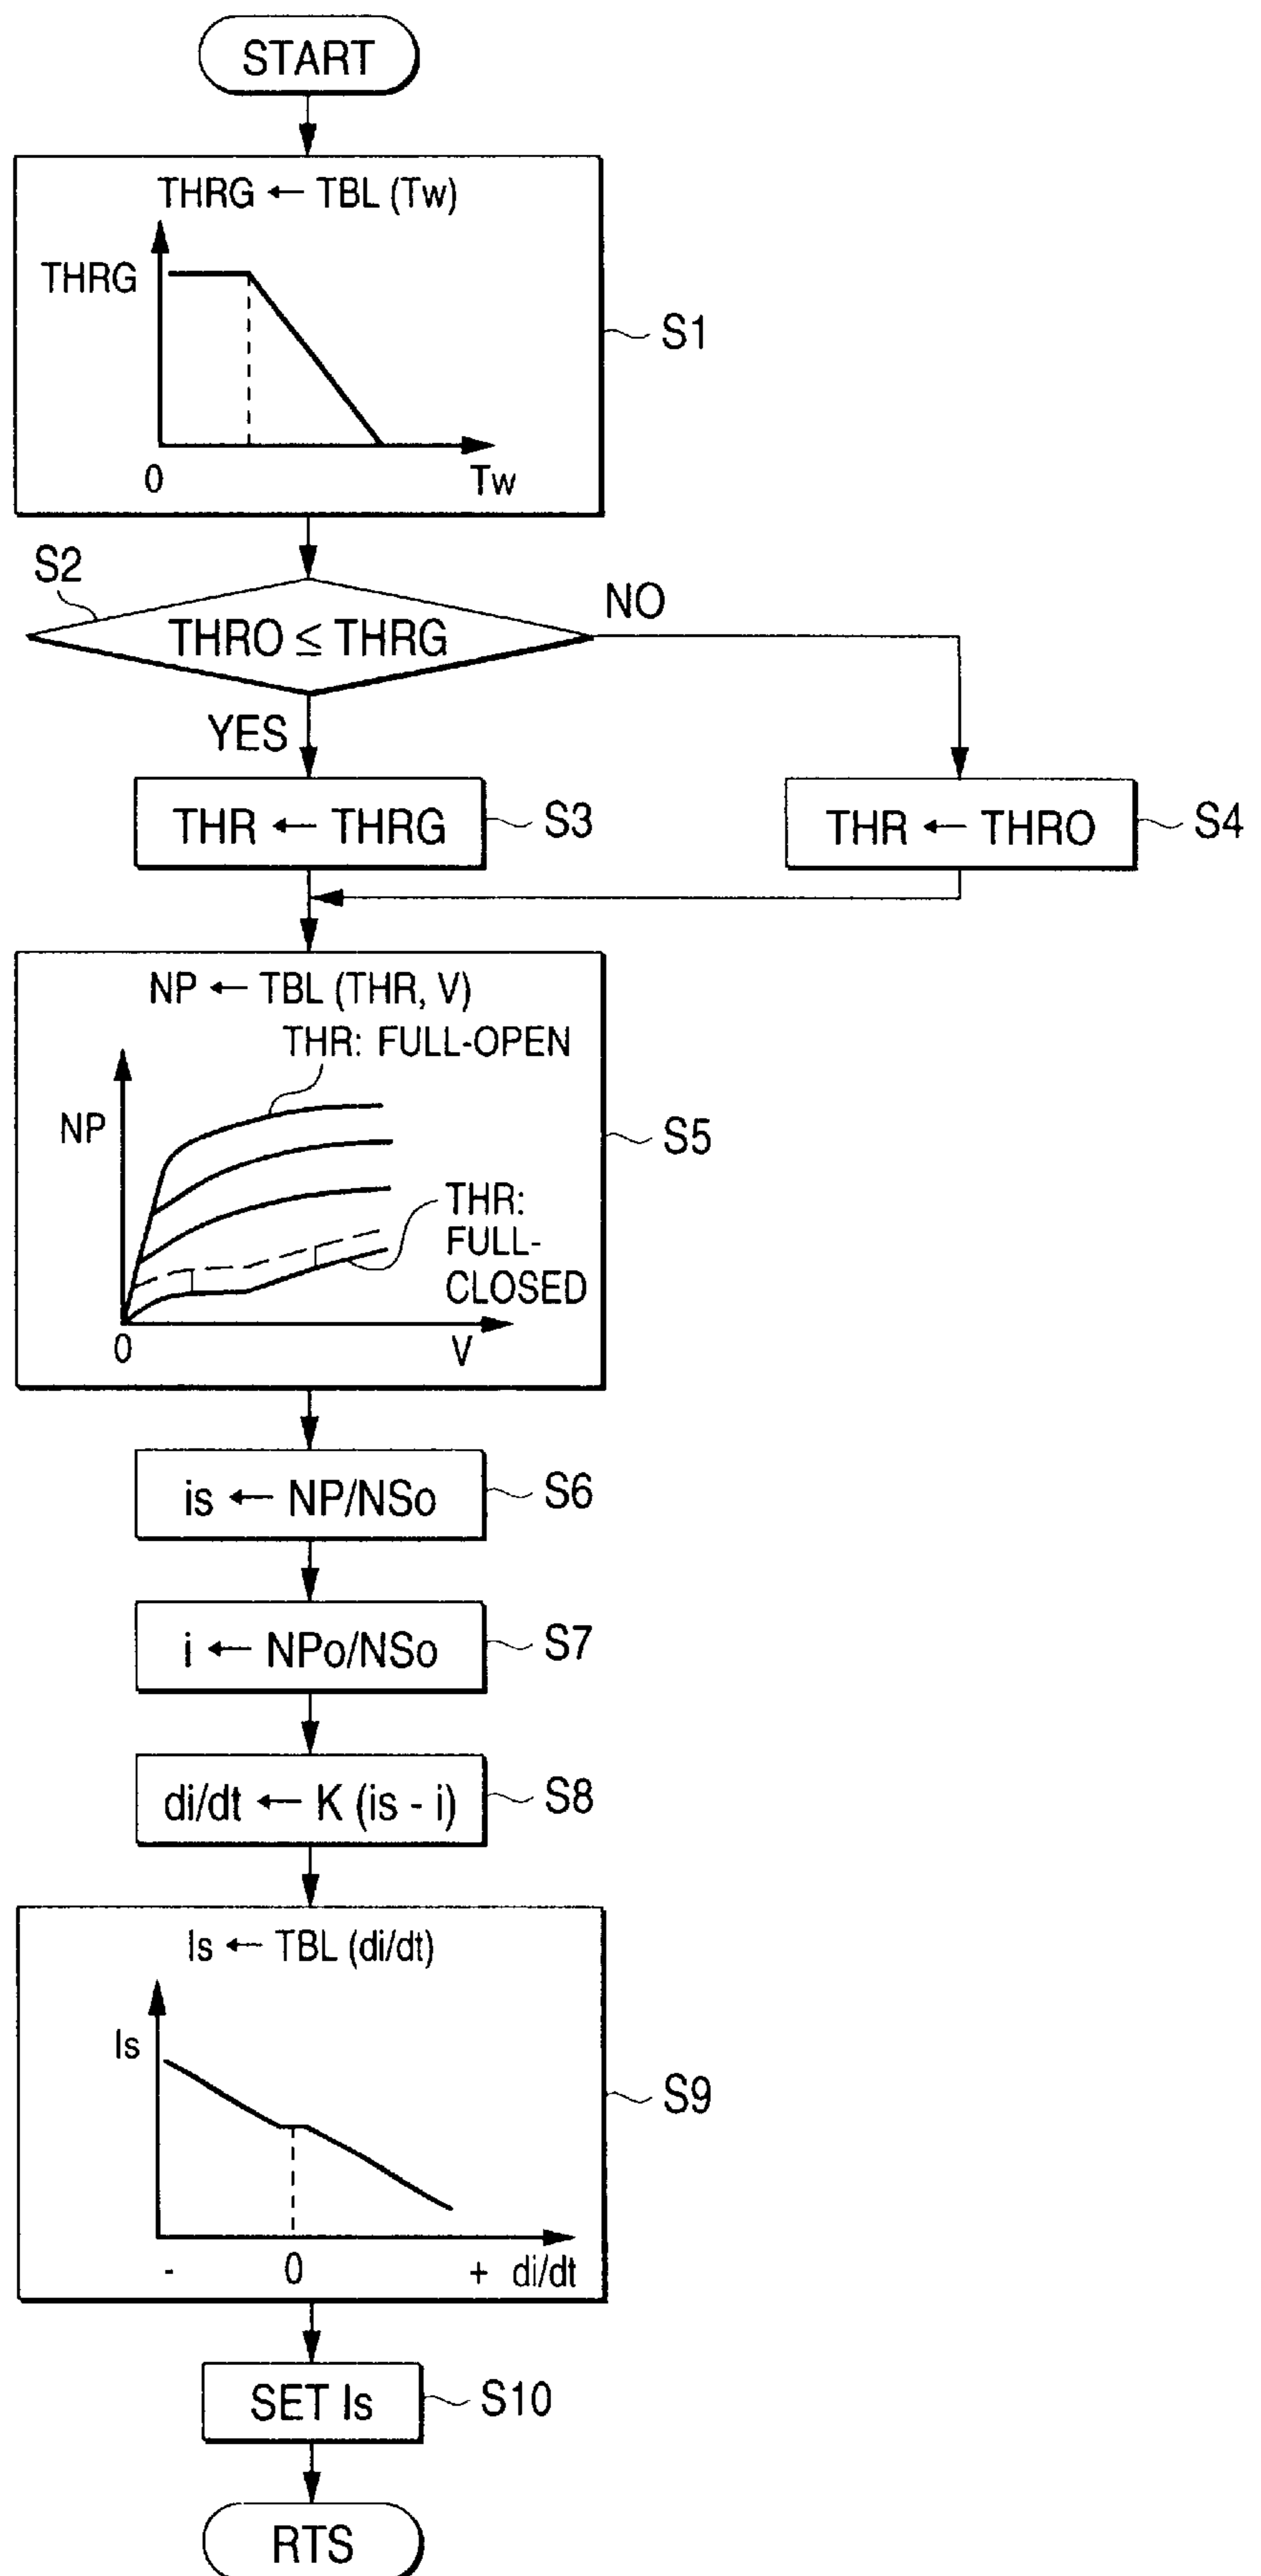 START
THRG ← TBL (Tw)
THRG
0
Tw
S1
S2
THRO ≤ THRG
NO
YES
THR ← THRG
S3
THR ← THRO
S4
NP ← TBL (THR, V)
THR: FULL-OPEN
NP
THR:
FULL-
CLOSED
0
V
S5
is ← NP/NSo
S6
i ← NPo/NSo
S7
di/dt ← K (is - i)
S8
Is ← TBL (di/dt)
Is
- 0 + di/dt
S9
SET Is
S10
RTS